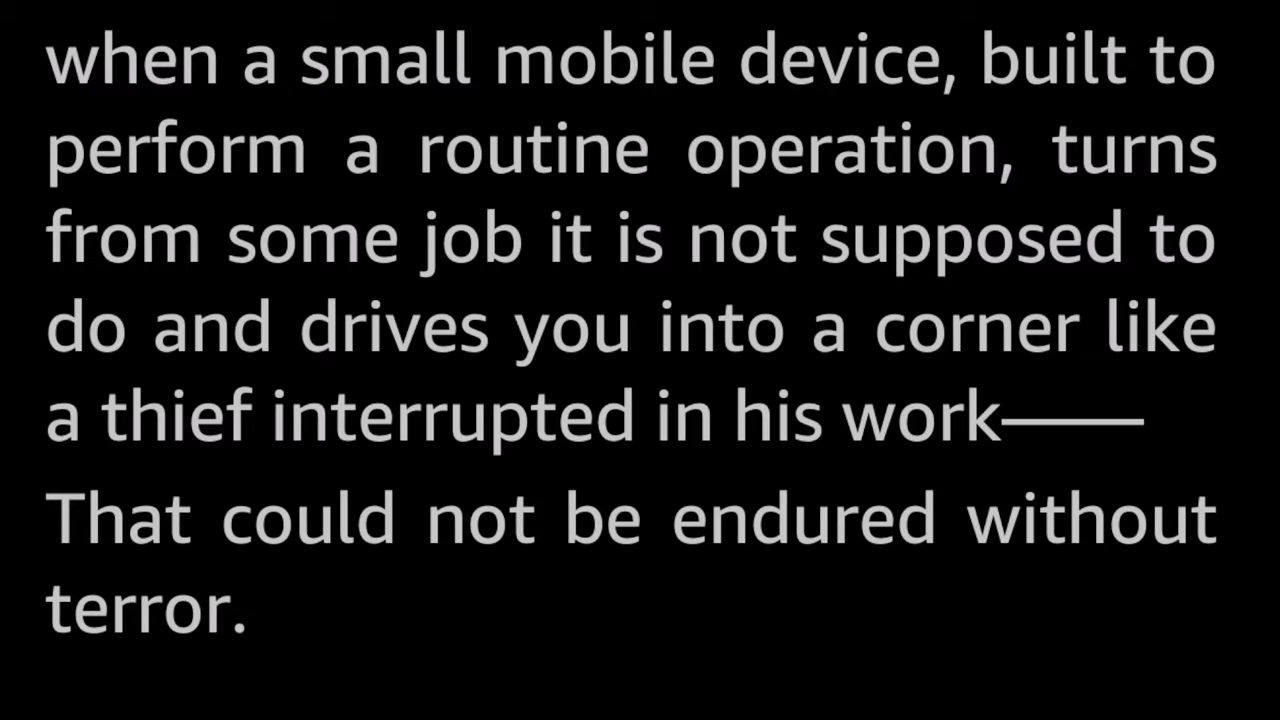 when a small mobile device, built to
perform a routine operation, turns
from some job it is not supposed to
do and drives you into a corner like
a thief interrupted in his work——
That could not be endured without
terror.